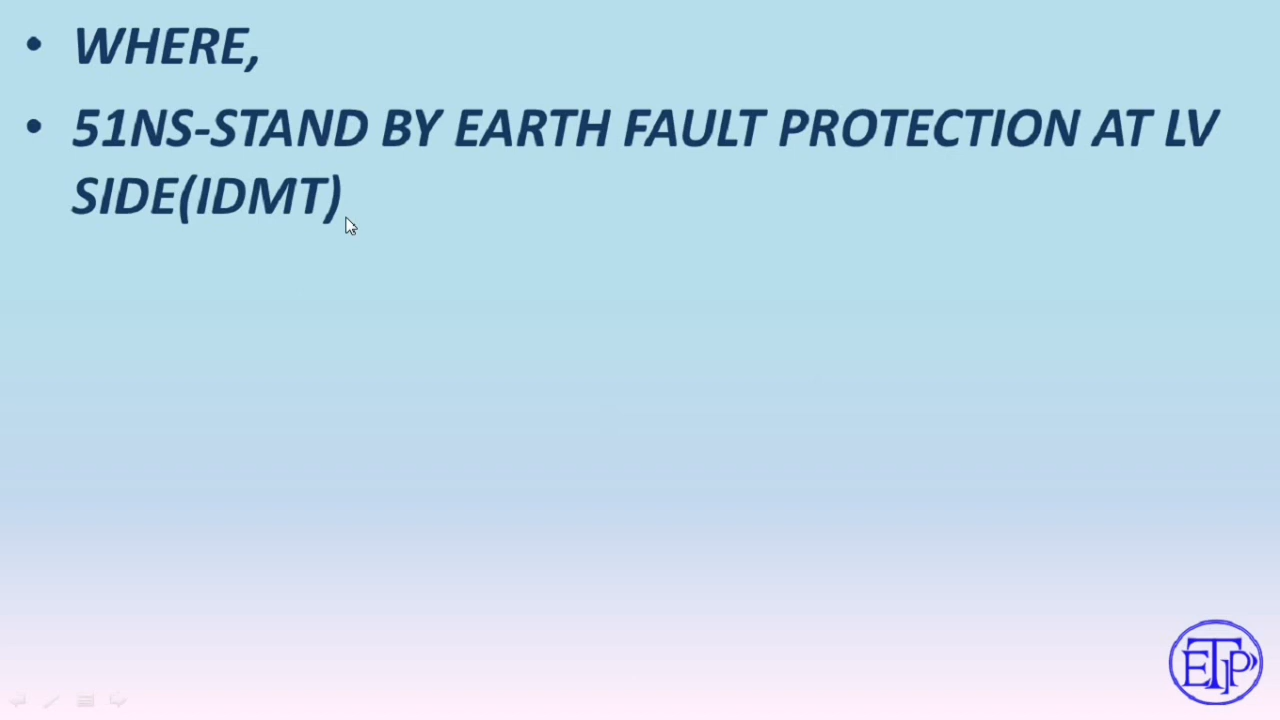 • WHERE,
• 51NS-STAND BY EARTH FAULT PROTECTION AT LV
SIDE(IDMT)
ETP